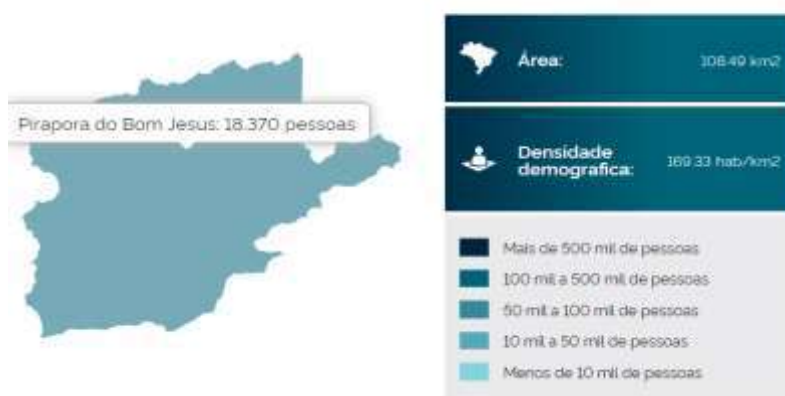 Pirapora do Bom Jesus: 18.370 pessoas
Área: 108.49 km2
Densidade
demografica: 169.33 hab/km2
Mais de 500 mil de pessoas
100 mil a 500 mil de pessoas
50 mil a 100 mil de pessoas
10 mil a 50 mil de pessoas
Menos de 10 mil de pessoas